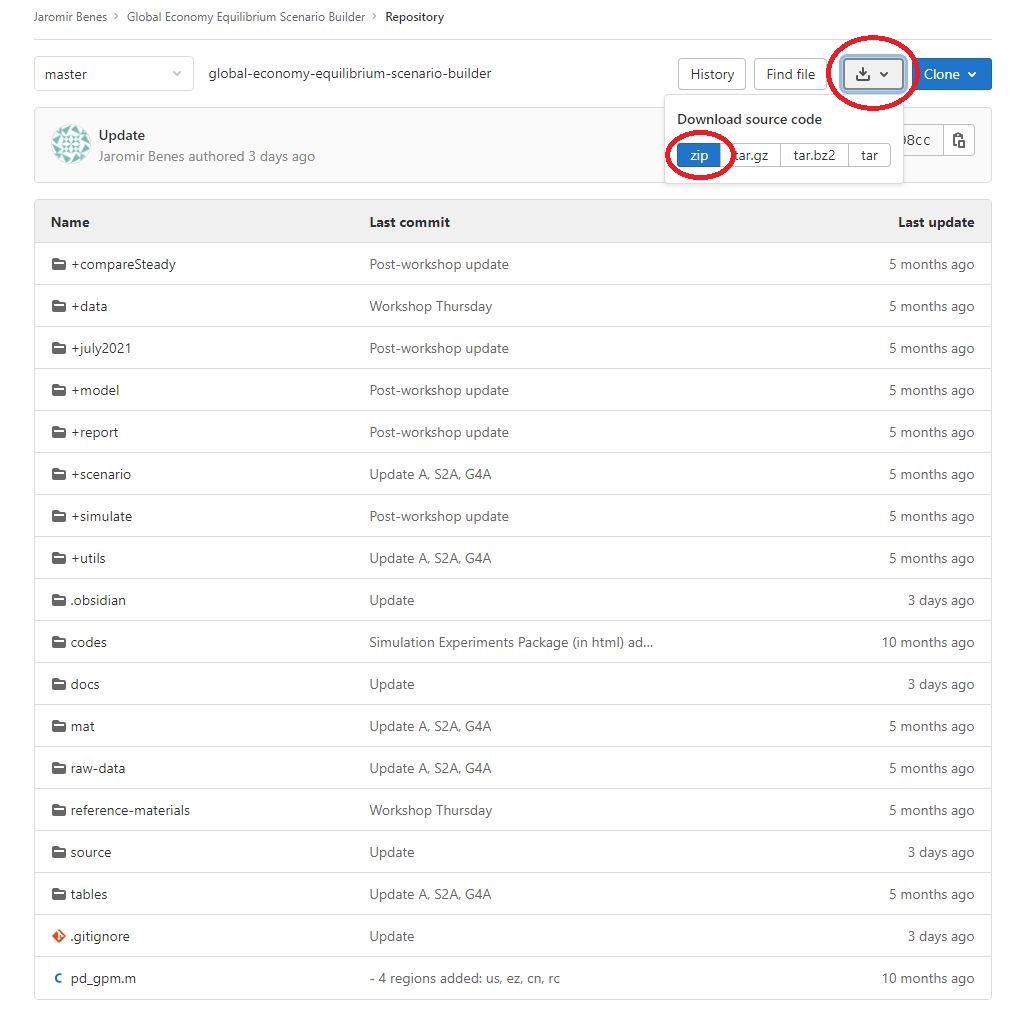 Jaromir Benes > Global Economy Equilibrium Scenario Builder > Repository
master global-economy-equilibrium-scenario-builder History Find file Clone
Download source code
zip tar.gz tar.bz2 tar
Update
Jaromir Benes authored 3 days ago
Name Last commit Last update
+compareSteady Post-workshop update 5 months ago
+data Workshop Thursday 5 months ago
+july2021 Post-workshop update 5 months ago
+model Post-workshop update 5 months ago
+report Post-workshop update 5 months ago
+scenario Update A, S2A, G4A 5 months ago
+simulate Post-workshop update 5 months ago
+utils Update A, S2A, G4A 5 months ago
.obsidian Update 3 days ago
codes Simulation Experiments Package (in html) ad... 10 months ago
docs Update 3 days ago
mat Update A, S2A, G4A 5 months ago
raw-data Update A, S2A, G4A 5 months ago
reference-materials Workshop Thursday 5 months ago
source Update 3 days ago
tables Update A, S2A, G4A 5 months ago
.gitignore Update 3 days ago
C pd_gpm.m - 4 regions added: us, ez, cn, rc 10 months ago